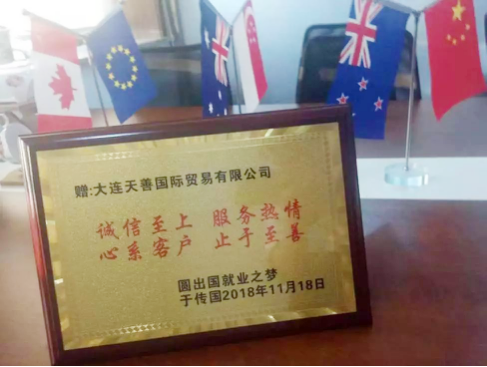 赠:大连天善国际贸易有限公司
诚信至上 服务热情
心系客户 止于至善
圆出国就业之梦
于传国2018年11月18日